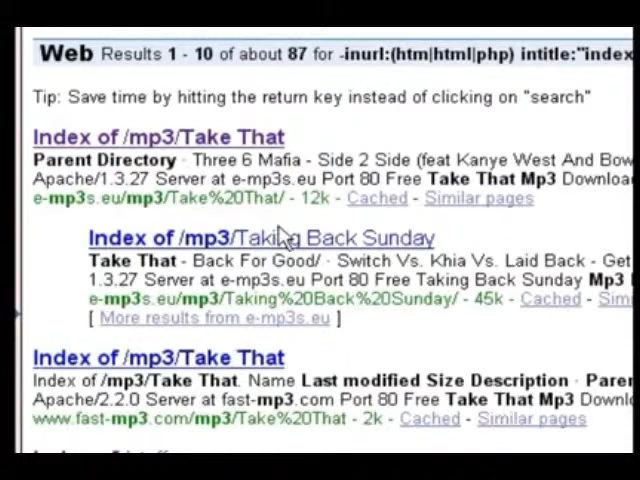 Web Results 1 - 10 of about 87 for -inurl:(htm|html|php) intitle:"index
Tip: Save time by hitting the return key instead of clicking on "search"
Index of /mp3/Take That
Parent Directory · Three 6 Mafia - Side 2 Side (feat Kanye West And Bow
Apache/1.3.27 Server at e-mp3s.eu Port 80 Free Take That Mp3 Downloa
e-mp3s.eu/mp3/Take%20That/ - 12k - Cached - Similar pages
Index of /mp3/Taking Back Sunday
Take That - Back For Good/ · Switch Vs. Khia Vs. Laid Back - Get
1.3.27 Server at e-mp3s.eu Port 80 Free Taking Back Sunday Mp3
e-mp3s.eu/mp3/Taking%20Back%20Sunday/ - 45k - Cached - Sim
[ More results from e-mp3s.eu ]
Index of /mp3/Take That
Index of /mp3/Take That. Name Last modified Size Description · Paren
Apache/2.2.0 Server at fast-mp3.com Port 80 Free Take That Mp3 Downl
www.fast-mp3.com/mp3/Take%20That - 2k - Cached - Similar pages